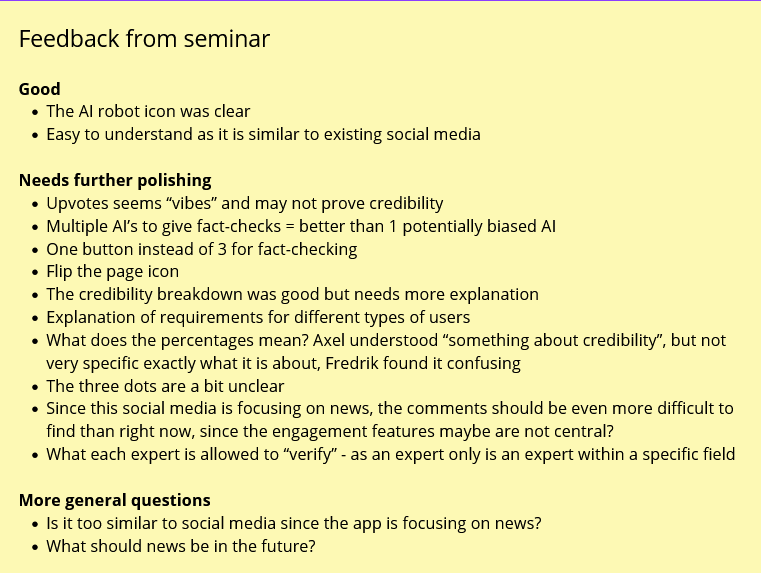 Feedback from seminar
Good
• The AI robot icon was clear
• Easy to understand as it is similar to existing social media
Needs further polishing
• Upvotes seems “vibes” and may not prove credibility
• Multiple AI’s to give fact-checks = better than 1 potentially biased AI
• One button instead of 3 for fact-checking
• Flip the page icon
• The credibility breakdown was good but needs more explanation
• Explanation of requirements for different types of users
• What does the percentages mean? Axel understood “something about credibility”, but not
very specific exactly what it is about, Fredrik found it confusing
• The three dots are a bit unclear
• Since this social media is focusing on news, the comments should be even more difficult to
find than right now, since the engagement features maybe are not central?
• What each expert is allowed to “verify” - as an expert only is an expert within a specific field
More general questions
• Is it too similar to social media since the app is focusing on news?
• What should news be in the future?